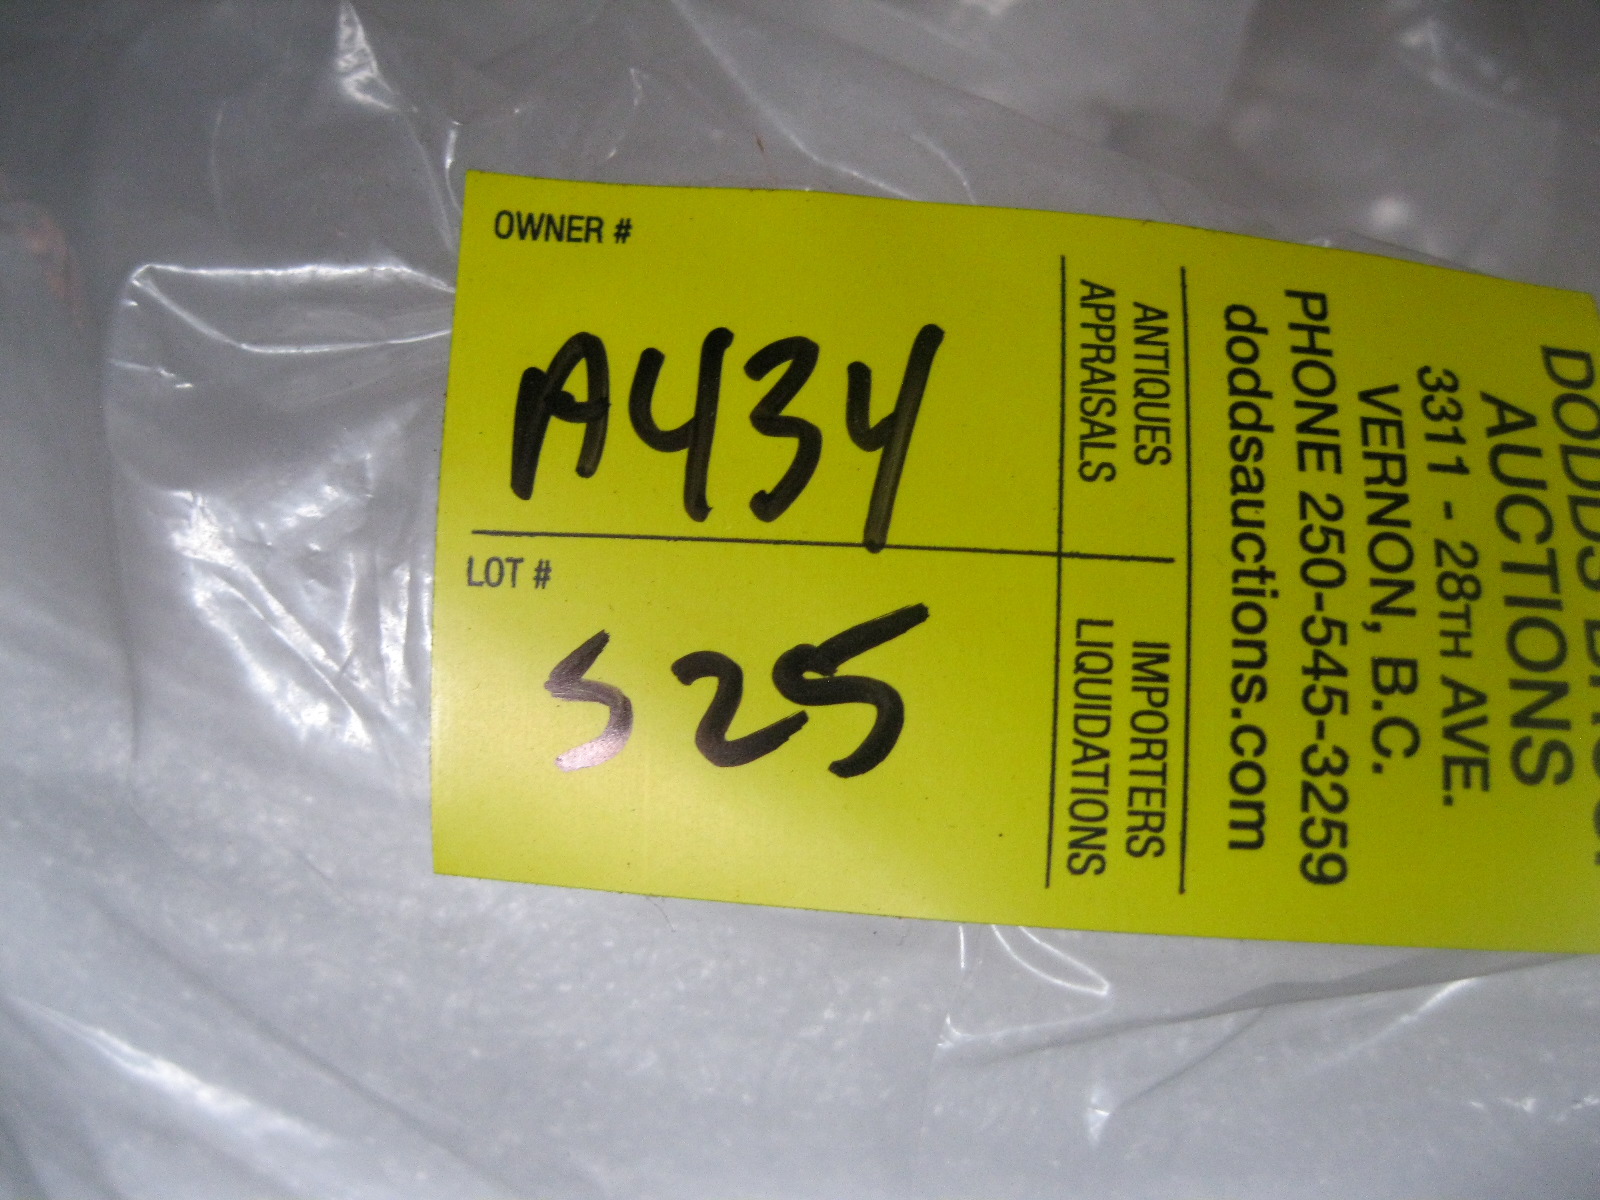 OWNER #
A434
LOT #
525
ANTIQUES
APPRAISALS
IMPORTERS
LIQUIDATIONS
DODDS
AUCTIONS
3311 - 28TH AVE.
VERNON, B.C.
PHONE 250-545-3259
doddsauctions.com